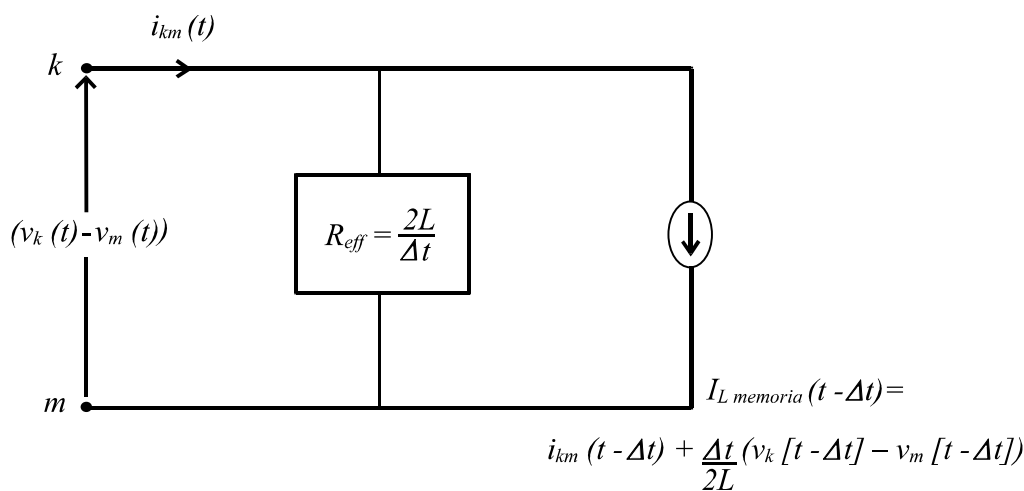 i_km (t)
k
(v_k (t) - v_m (t))
R_eff = 2L/Δt
m
I_L memoria (t - Δt) =
i_km (t - Δt) + Δt/2L (v_k [t - Δt] – v_m [t - Δt])